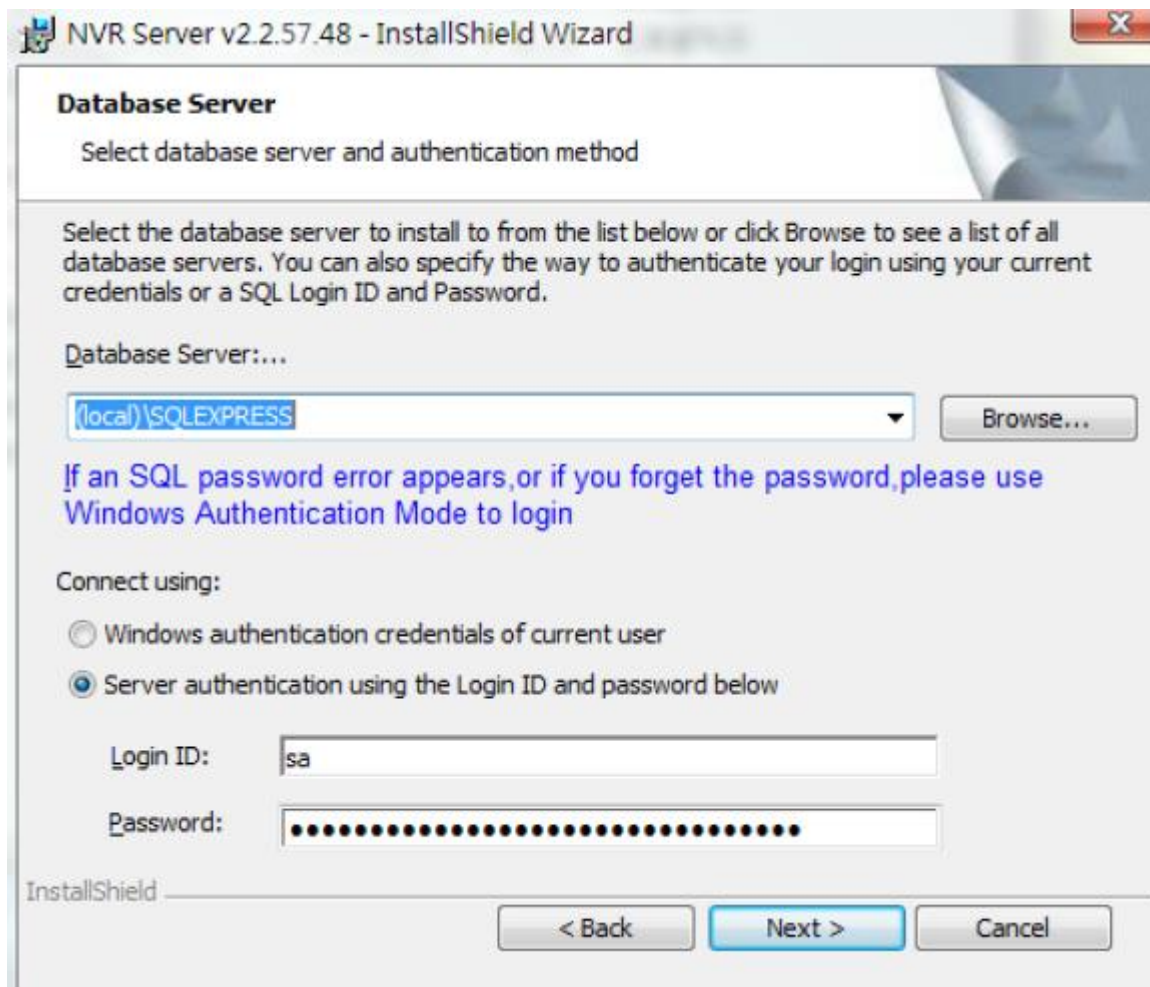 NVR Server v2.2.57.48 - InstallShield Wizard
Database Server
Select database server and authentication method
Select the database server to install to from the list below or click Browse to see a list of all
database servers. You can also specify the way to authenticate your login using your current
credentials or a SQL Login ID and Password.
Database Server:...
(local)\SQLEXPRESS
Browse...
If an SQL password error appears,or if you forget the password,please use
Windows Authentication Mode to login
Connect using:
Windows authentication credentials of current user
Server authentication using the Login ID and password below
Login ID:
sa
Password:
••••••••••••••••••••••••••••••••
InstallShield
< Back
Next >
Cancel